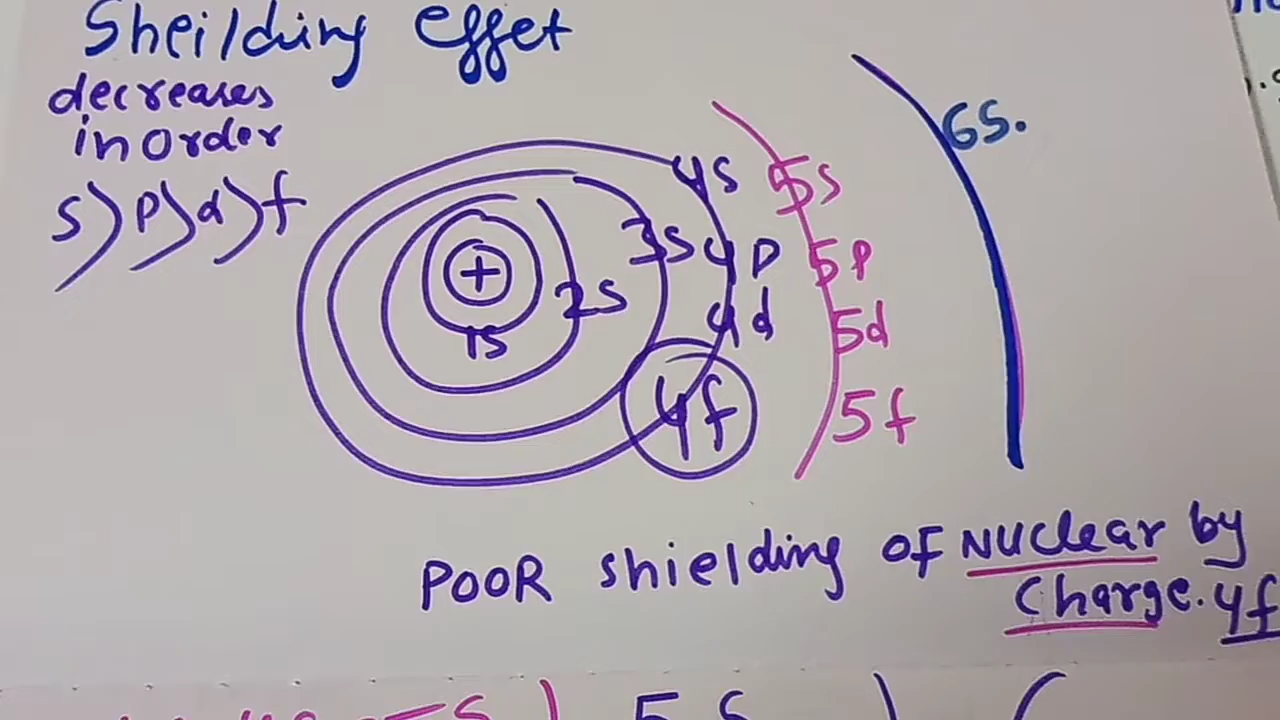 Sheilding effet
decreases
in order
s > p > d > f
+
1s
2s
3s
4s
4p
4d
4f
5s
5p
5d
5f
6s.
POOR shielding of NUclear by
Charge. 4f